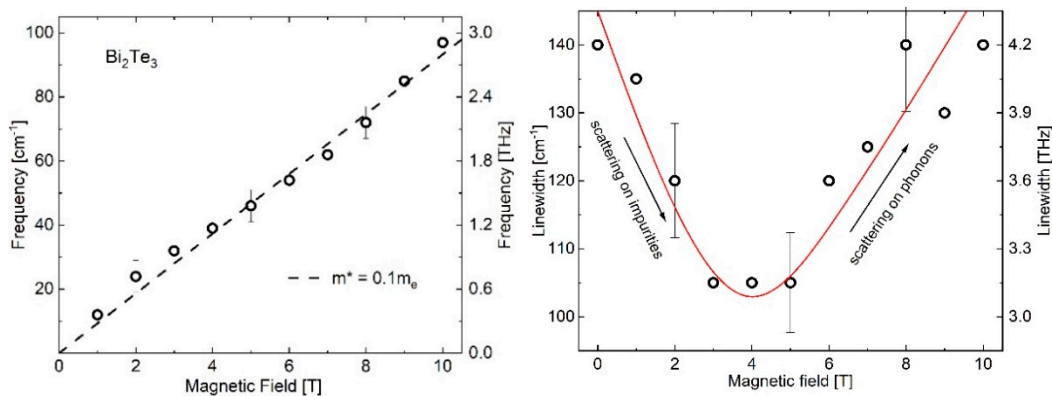 Bi₂Te₃
100
80
60
40
20
3.0
2.4
1.8
1.2
0.6
0.0
0 2 4 6 8 10
Frequency [cm⁻¹]
Frequency [THz]
Magnetic Field [T]
m* = 0.1mₑ
140
130
120
110
100
4.2
3.9
3.6
3.3
3.0
0 2 4 6 8 10
Linewidth [cm⁻¹]
Linewidth [THz]
Magnetic field [T]
scattering on impurities
scattering on phonons